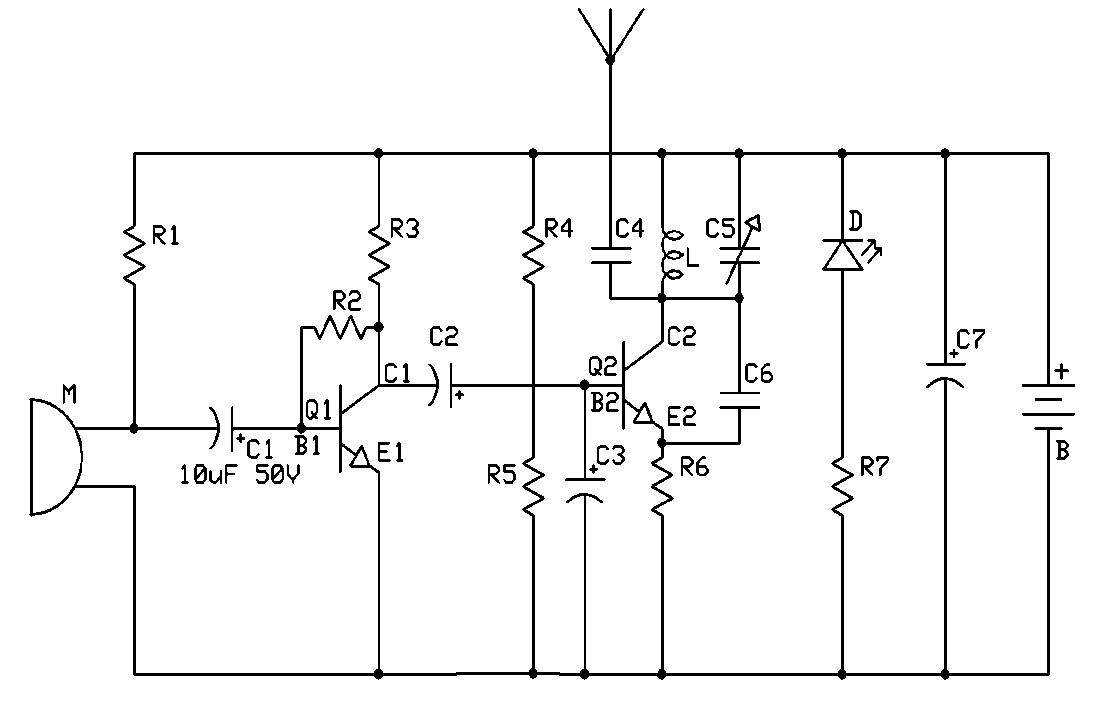 D
R1
R3
R4
C4
C5
L
R2
C2
C2
C7
+
M
C1
Q2
C6
+
+
Q1
B2
E2
+
C1
B1
E1
+
C3
B
10uF 50V
R5
R6
R7
+